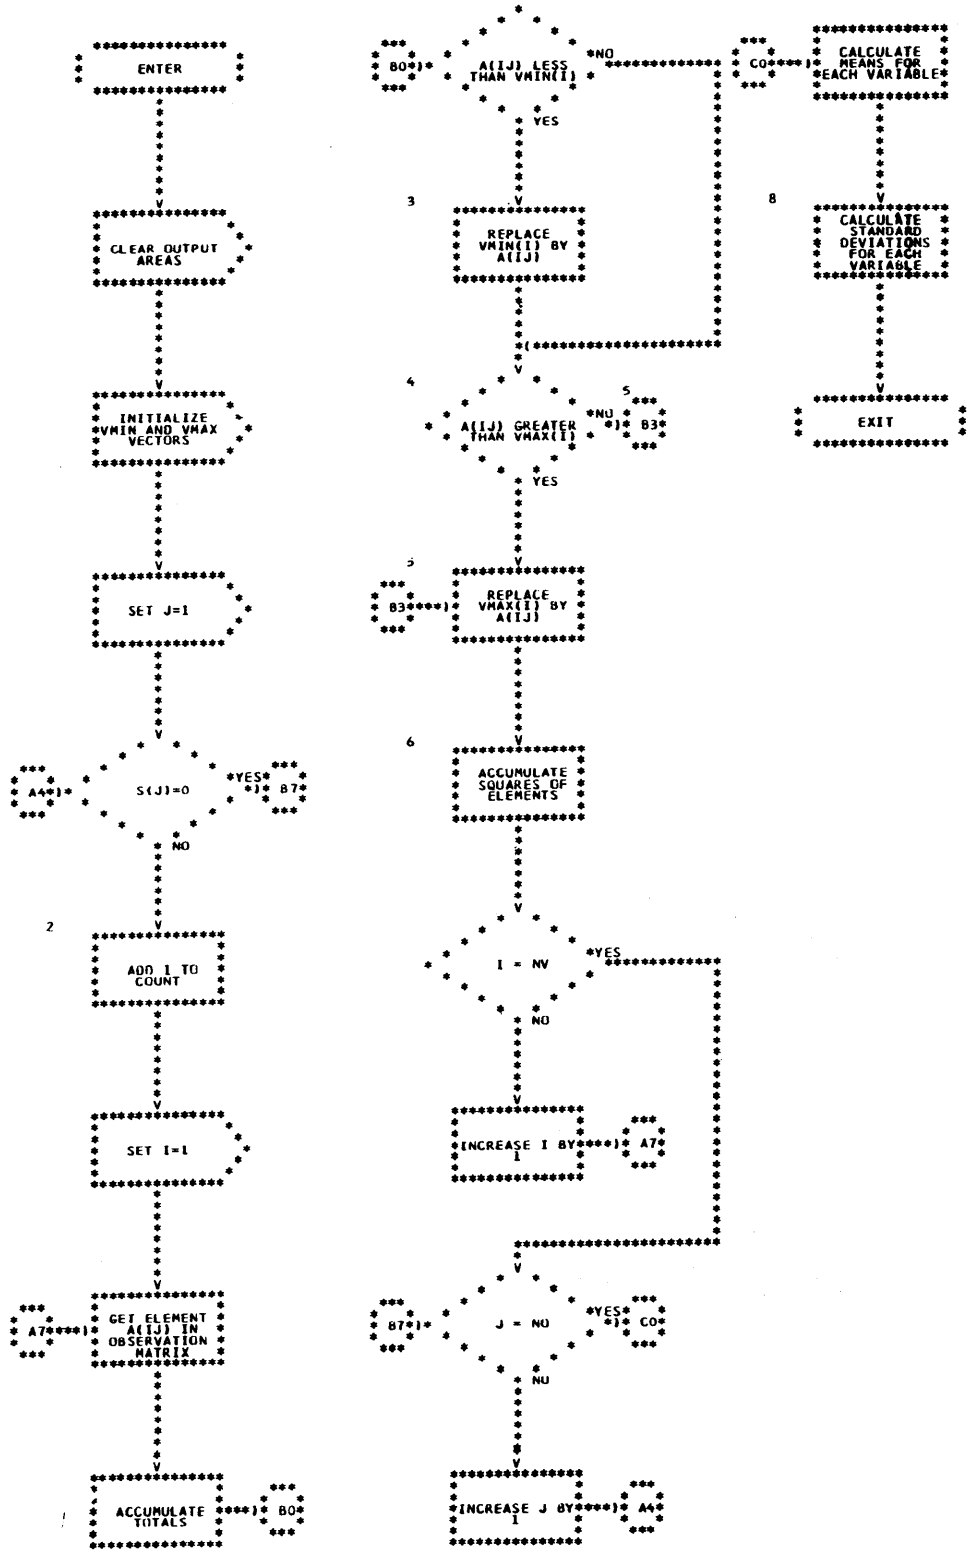 ENTER
CLEAR OUTPUT
AREAS
INITIALIZE
VMIN AND VMAX
VECTORS
SET J=1
A4
S(J)=0
YES
B7
NO
2
ADD 1 TO
COUNT
SET I=1
A7
GET ELEMENT
A(IJ) IN
OBSERVATION
MATRIX
ACCUMULATE
TOTALS
B0
B0
A(IJ) LESS
THAN VMIN(I)
NO
YES
3
REPLACE
VMIN(I) BY
A(IJ)
4
A(IJ) GREATER
THAN VMAX(I)
NO
5
B3
YES
B3
REPLACE
VMAX(I) BY
A(IJ)
6
ACCUMULATE
SQUARES OF
ELEMENTS
I = NV
YES
NO
INCREASE I BY
1
A7
B7
J = NO
YES
C0
NO
INCREASE J BY
1
A4
C0
CALCULATE
MEANS FOR
EACH VARIABLE
8
CALCULATE
STANDARD
DEVIATIONS
FOR EACH
VARIABLE
EXIT